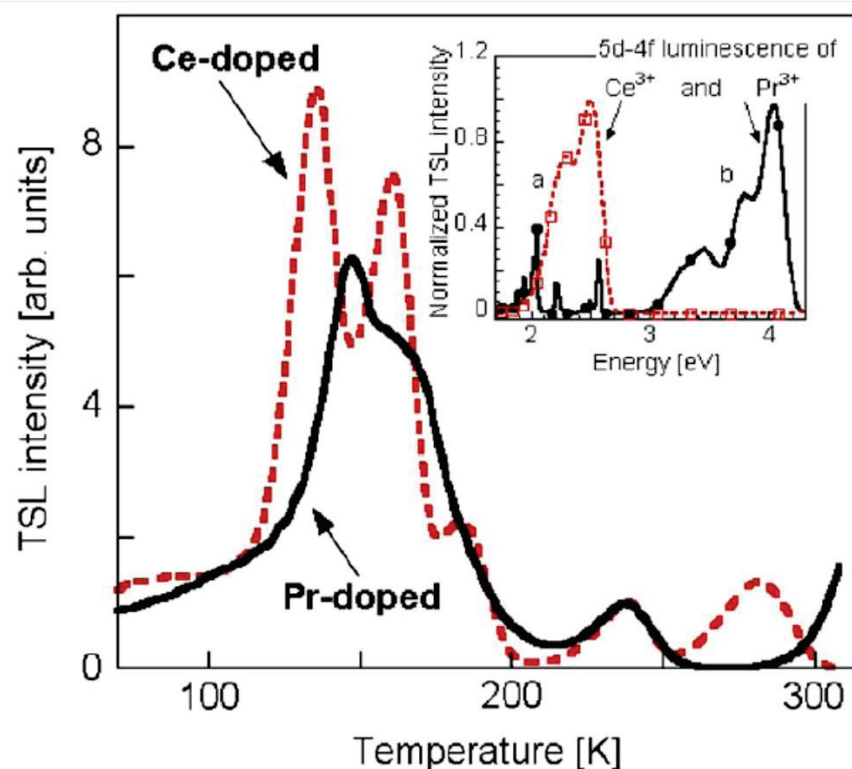 Ce-doped
Pr-doped
TSL intensity [arb. units]
8
4
0
100
200
300
Temperature [K]
5d-4f luminescence of
Ce³⁺ and Pr³⁺
a
b
Normalized TSL intensity
1.2
0.8
0.4
0
2
3
4
Energy [eV]